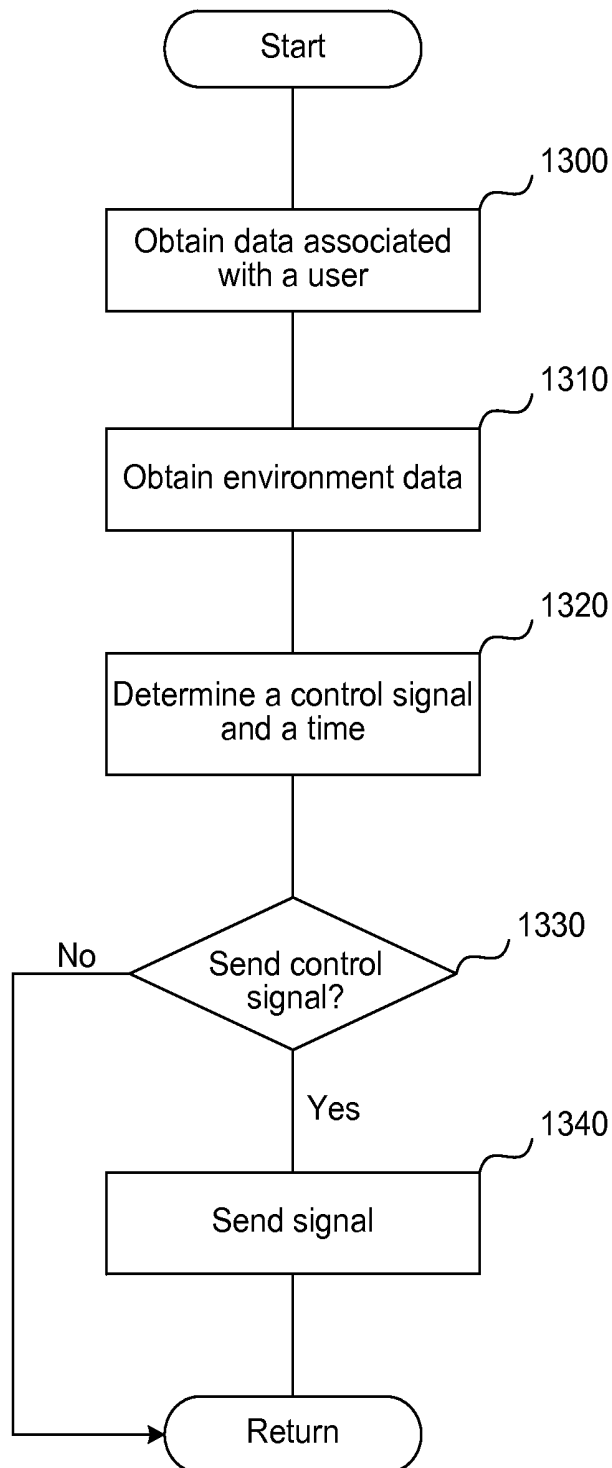 Start
1300
Obtain data associated
with a user
1310
Obtain environment data
1320
Determine a control signal
and a time
1330
No
Send control
signal?
Yes
1340
Send signal
Return